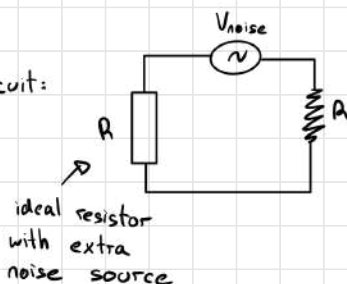 Vnoise
cuit:
R
R
ideal resistor
with extra
noise source